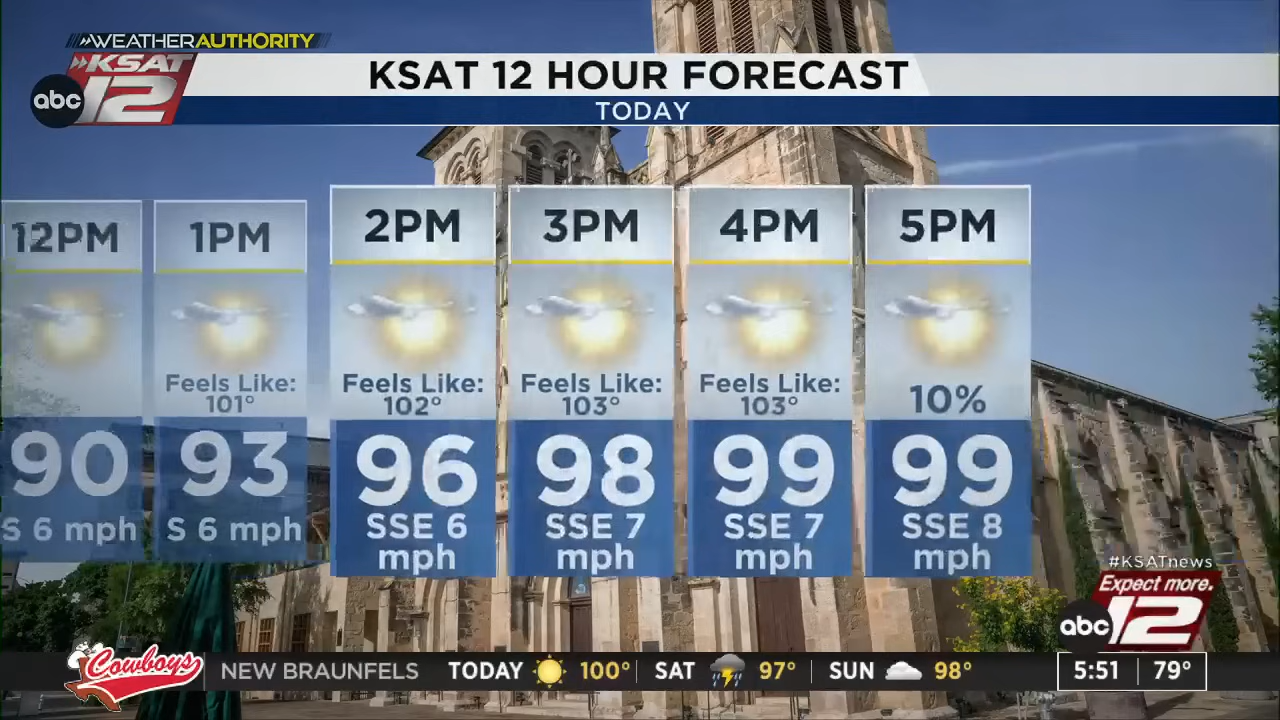 WEATHERAUTHORITY
KSAT
abc 12
KSAT 12 HOUR FORECAST
TODAY
12PM 1PM 2PM 3PM 4PM 5PM
Feels Like: Feels Like: Feels Like: Feels Like:
101° 102° 103° 103° 10%
90 93 96 98 99 99
S 6 mph S 6 mph SSE 6 SSE 7 SSE 7 SSE 8
mph mph mph mph
#KSATnews
Expect more.
abc 12
Cowboys NEW BRAUNFELS TODAY 100° SAT 97° SUN 98° 5:51 79°